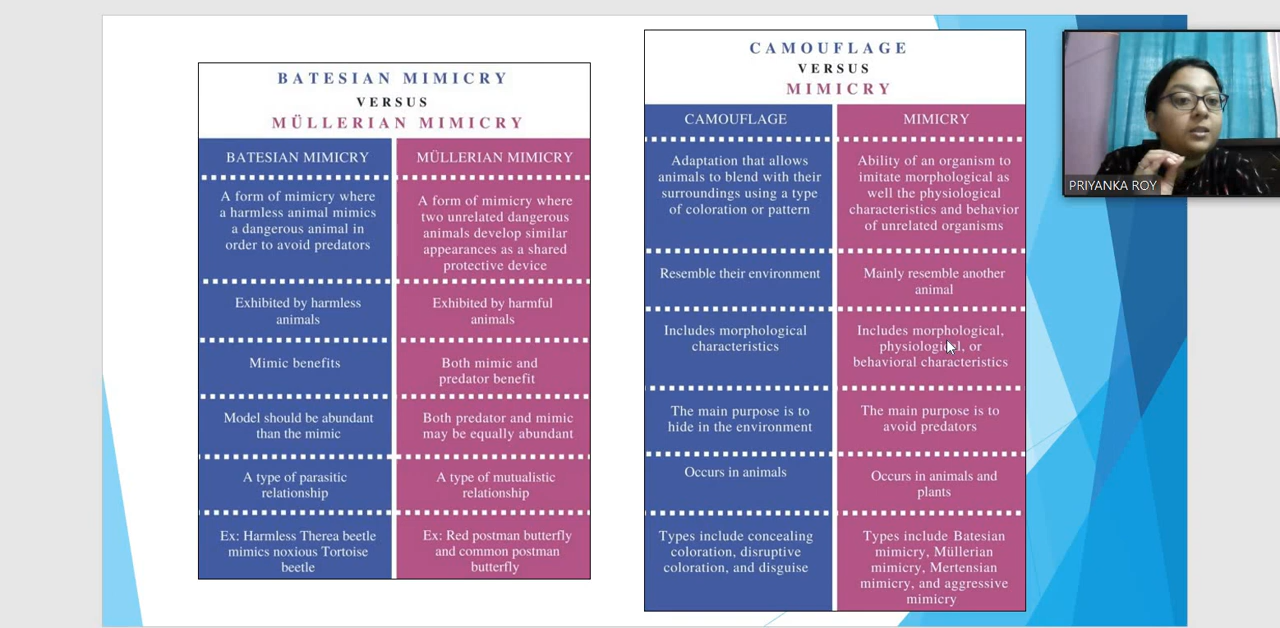 BATESIAN MIMICRY
VERSUS
MÜLLERIAN MIMICRY
BATESIAN MIMICRY
A form of mimicry where
a harmless animal mimics
a dangerous animal in
order to avoid predators
Exhibited by harmless
animals
Mimic benefits
Model should be abundant
than the mimic
A type of parasitic
relationship
Ex: Harmless Therea beetle
mimics noxious Tortoise
beetle
MÜLLERIAN MIMICRY
A form of mimicry where
two unrelated dangerous
animals develop similar
appearances as a shared
protective device
Exhibited by harmful
animals
Both mimic and
predator benefit
Both predator and mimic
may be equally abundant
A type of mutualistic
relationship
Ex: Red postman butterfly
and common postman
butterfly
CAMOUFLAGE
VERSUS
MIMICRY
CAMOUFLAGE
Adaptation that allows
animals to blend with their
surroundings using a type
of coloration or pattern
Resemble their environment
Includes morphological
characteristics
The main purpose is to
hide in the environment
Occurs in animals
Types include concealing
coloration, disruptive
coloration, and disguise
MIMICRY
Ability of an organism to
imitate morphological as
well the physiological
characteristics and behavior
of unrelated organisms
Mainly resemble another
animal
Includes morphological,
physiological, or
behavioral characteristics
The main purpose is to
avoid predators
Occurs in animals and
plants
Types include Batesian
mimicry, Müllerian
mimicry, Mertensian
mimicry, and aggressive
mimicry
PRIYANKA ROY